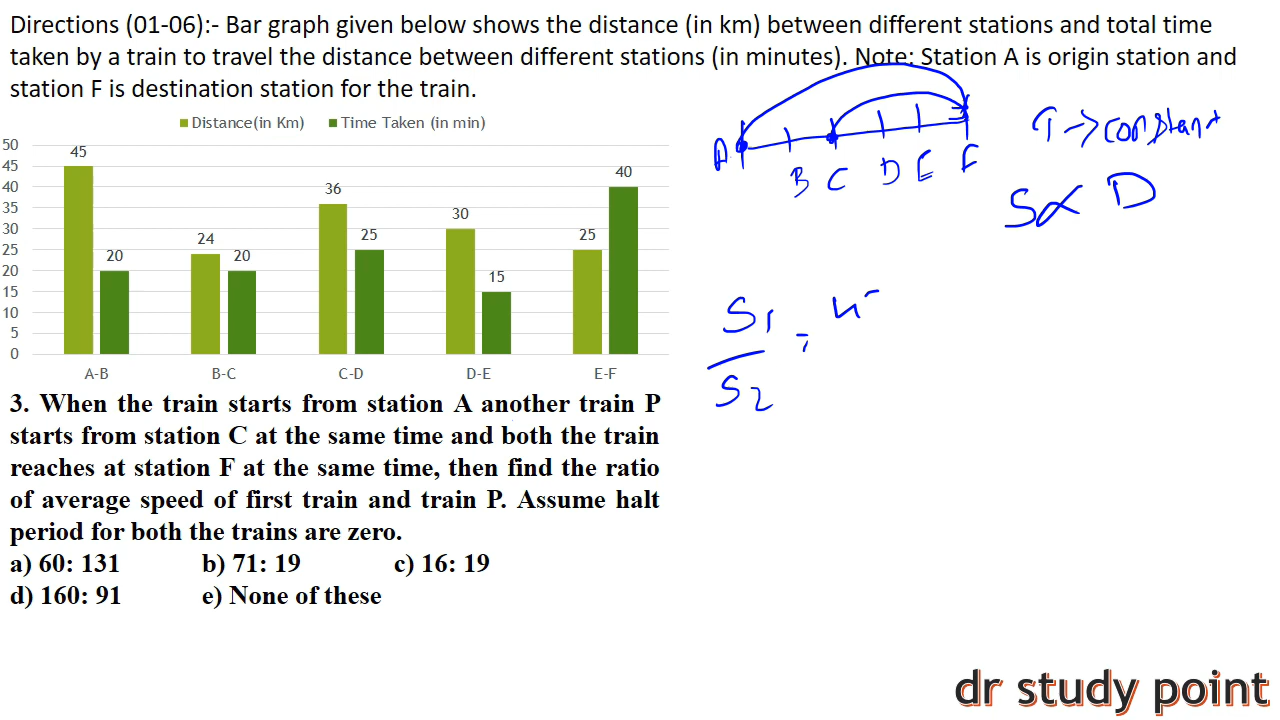 Directions (01-06):- Bar graph given below shows the distance (in km) between different stations and total time
taken by a train to travel the distance between different stations (in minutes). Note: Station A is origin station and
station F is destination station for the train.
Distance(in Km) Time Taken (in min)
50
45
40
35
30
25
20
15
10
5
0
45 20 24 20 36 25 30 15 25 40
A-B B-C C-D D-E E-F
A B C D E F
T -> constant
S ∝ D
S1
S2
=
3. When the train starts from station A another train P
starts from station C at the same time and both the train
reaches at station F at the same time, then find the ratio
of average speed of first train and train P. Assume halt
period for both the trains are zero.
a) 60: 131 b) 71: 19 c) 16: 19
d) 160: 91 e) None of these
dr study point